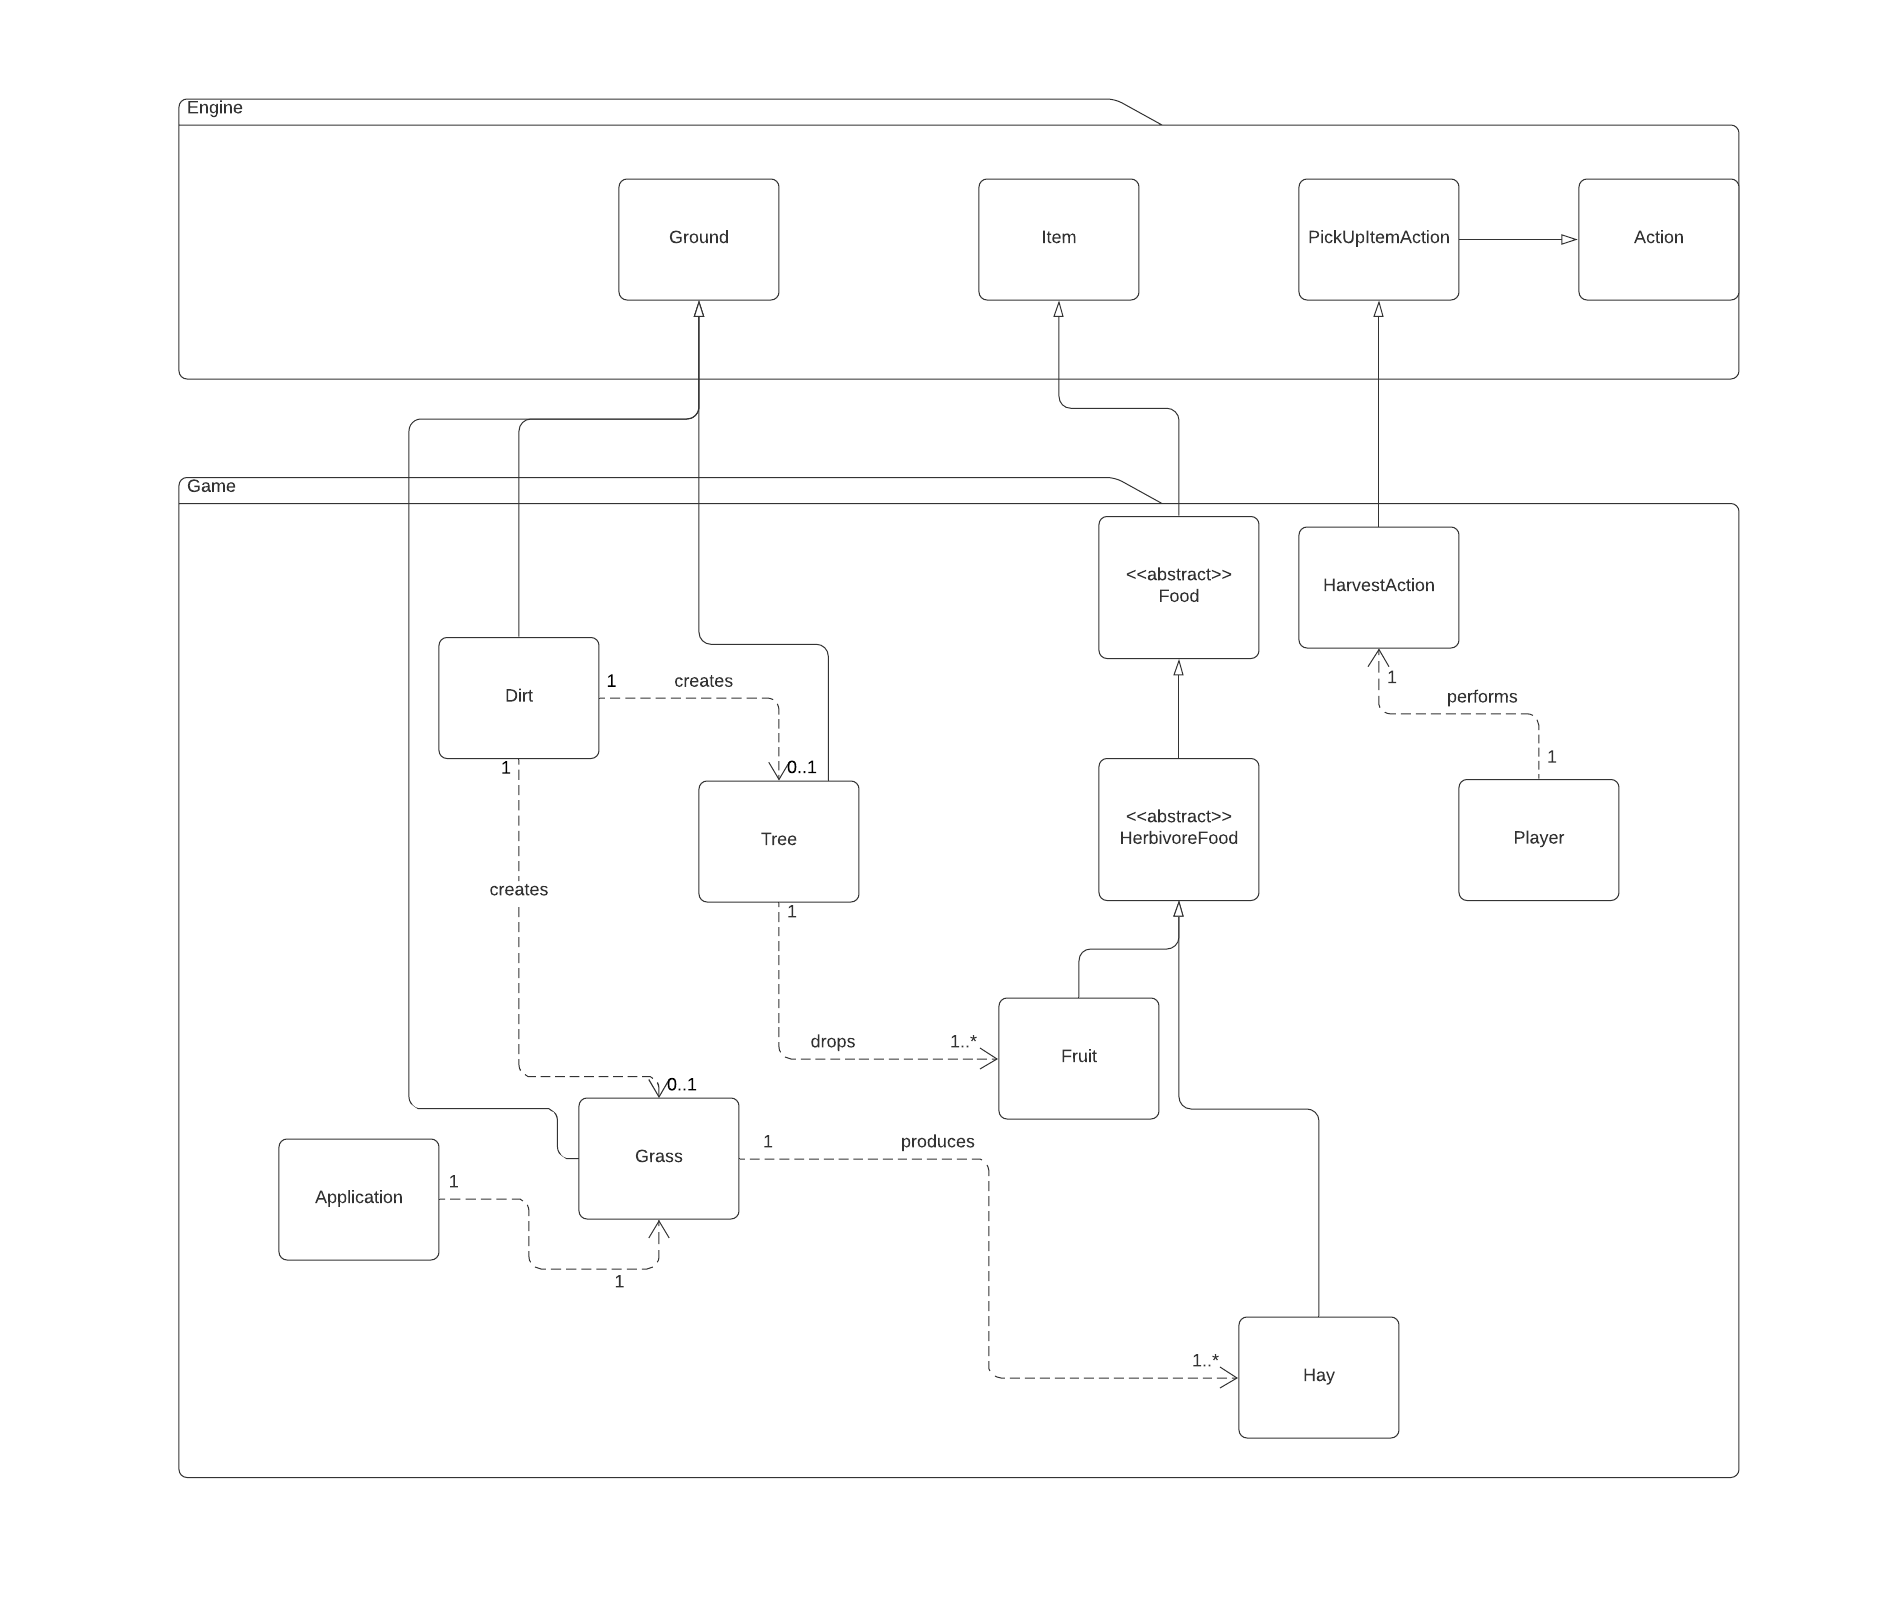 Engine
Ground
Item
PickUpItemAction
Action
Game
<<abstract>>
Food
HarvestAction
Dirt
1
creates
1
performs
1
0..1
1
Tree
<<abstract>>
HerbivoreFood
Player
creates
1
drops
1..*
Fruit
0..1
1
produces
Grass
Application
1
1
1..*
Hay